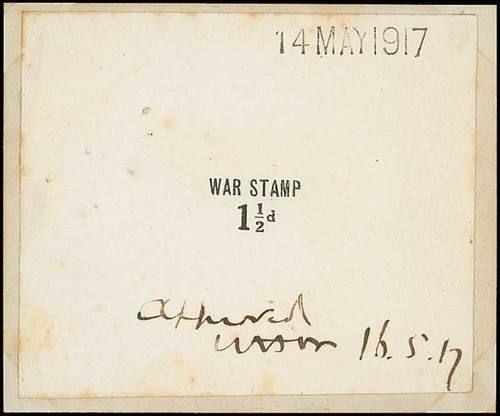 14 MAY 1917
WAR STAMP
1½d
Approved
16.5.17